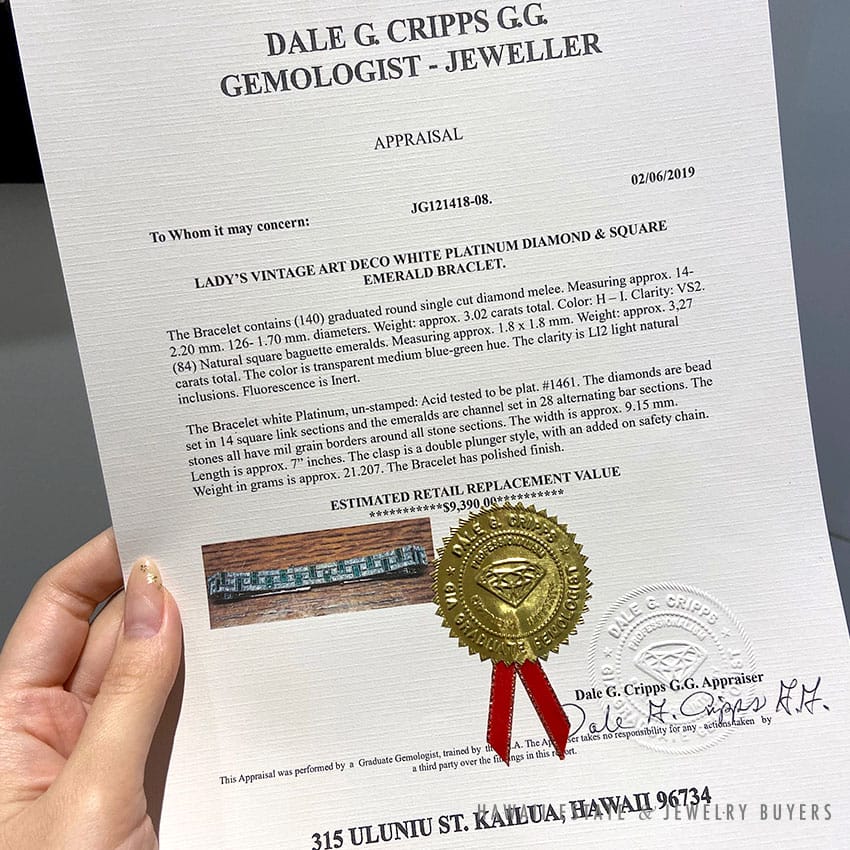 DALE G. CRIPPS G.G.
GEMOLOGIST - JEWELLER
APPRAISAL
02/06/2019
To Whom it may concern:
JG121418-08.
LADY'S VINTAGE ART DECO WHITE PLATINUM DIAMOND & SQUARE
EMERALD BRACLET.
The Bracelet contains (140) graduated round single cut diamond melee. Measuring approx. 14-
2.20 mm. 126- 1.70 mm. diameters. Weight: approx. 3.02 carats total. Color: H – I. Clarity: VS2.
(84) Natural square baguette emeralds. Measuring approx. 1.8 x 1.8 mm. Weight: approx. 3,27
carats total. The color is transparent medium blue-green hue. The clarity is LI2 light natural
inclusions. Fluorescence is Inert.
The Bracelet white Platinum, un-stamped: Acid tested to be plat. #1461. The diamonds are bead
set in 14 square link sections and the emeralds are channel set in 28 alternating bar sections. The
stones all have mil grain borders around all stone sections. The width is approx. 9.15 mm.
Length is approx. 7” inches. The clasp is a double plunger style, with an added on safety chain.
Weight in grams is approx. 21.207. The Bracelet has polished finish.
ESTIMATED RETAIL REPLACEMENT VALUE
***********$9,390.00**********
DALE G. CRIPPS
PROFESSIONALISM
GIA GRADUATE GEMOLOGIST
DALE G. CRIPPS
PROFESSIONALISM
Dale G. Cripps G.G. Appraiser
Dale G. Cripps G.G.
This Appraisal was performed by a Graduate Gemologist, trained by the takes no responsibility for any - actions taken by
a third party over the findings in this report.
315 ULUNIU ST. KAILUA, HAWAII 96734
HAWAII ESTATE & JEWELRY BUYERS